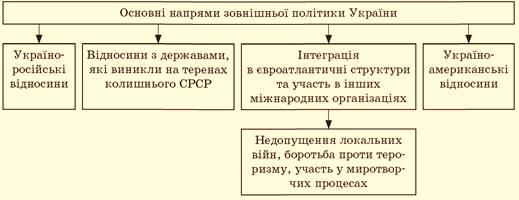 Основні напрями зовнішньої політики України
Україно-
російські
відносини
Відносини з державами,
які виникли на теренах
колишнього СРСР
Інтеграція
в євроатлантичні структури
та участь в інших
міжнародних організаціях
Україно-
американські
відносини
Недопущення локальних
війн, боротьба проти теро-
ризму, участь у миротвор-
чих процесах